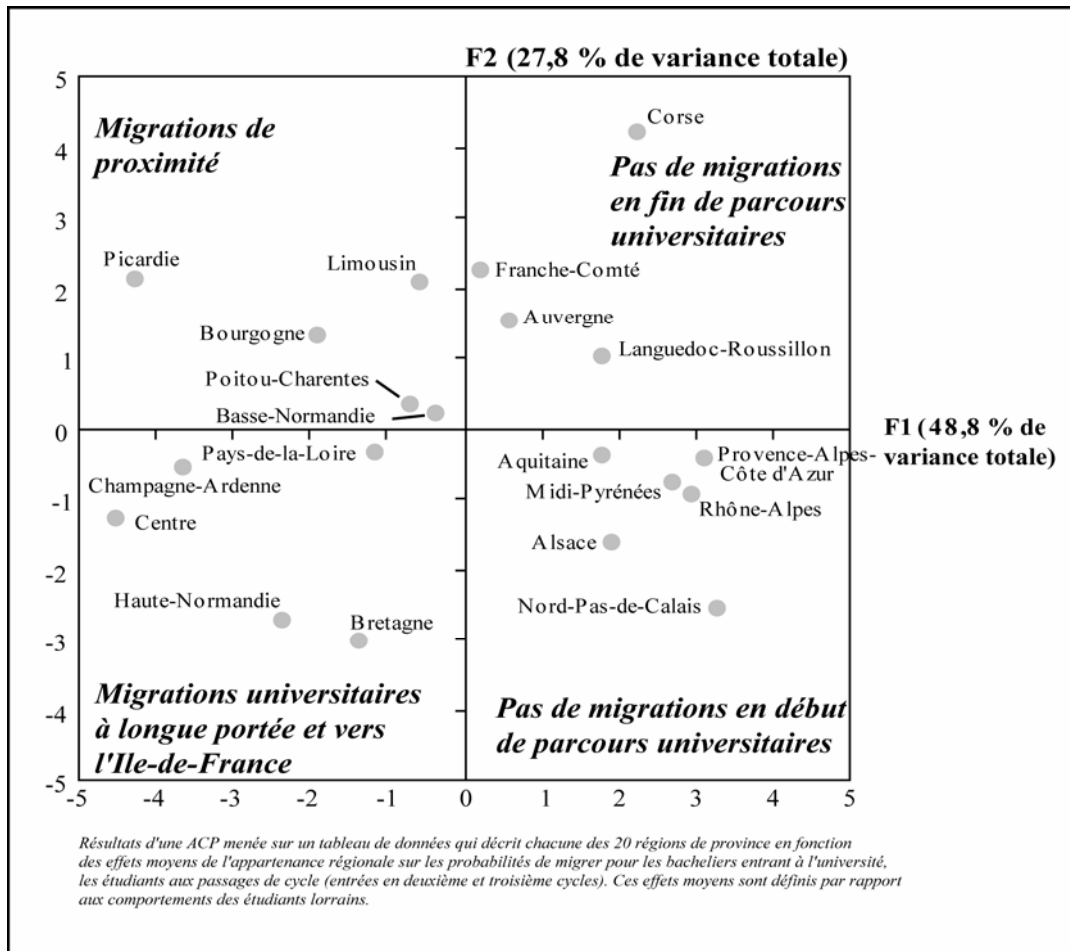 F2 (27,8 % de variance totale)
5
4
3
2
1
0
-1
-2
-3
-4
-5
Migrations de
proximité
Corse
Pas de migrations
en fin de parcours
universitaires
Picardie
Limousin
Franche-Comté
Bourgogne
Auvergne
Languedoc-Roussillon
Poitou-Charentes
Basse-Normandie
F1 (48,8 % de
variance totale)
Pays-de-la-Loire
Champagne-Ardenne
Centre
Aquitaine
Provence-Alpes-
Côte d'Azur
Midi-Pyrénées
Rhône-Alpes
Alsace
Haute-Normandie
Bretagne
Nord-Pas-de-Calais
Migrations universitaires
à longue portée et vers
l'Ile-de-France
Pas de migrations en début
de parcours universitaires
-5 -4 -3 -2 -1 0 1 2 3 4 5
Résultats d'une ACP menée sur un tableau de données qui décrit chacune des 20 régions de province en fonction
des effets moyens de l'appartenance régionale sur les probabilités de migrer pour les bacheliers entrant à l'université,
les étudiants aux passages de cycle (entrées en deuxième et troisième cycles). Ces effets moyens sont définis par rapport
aux comportements des étudiants lorrains.